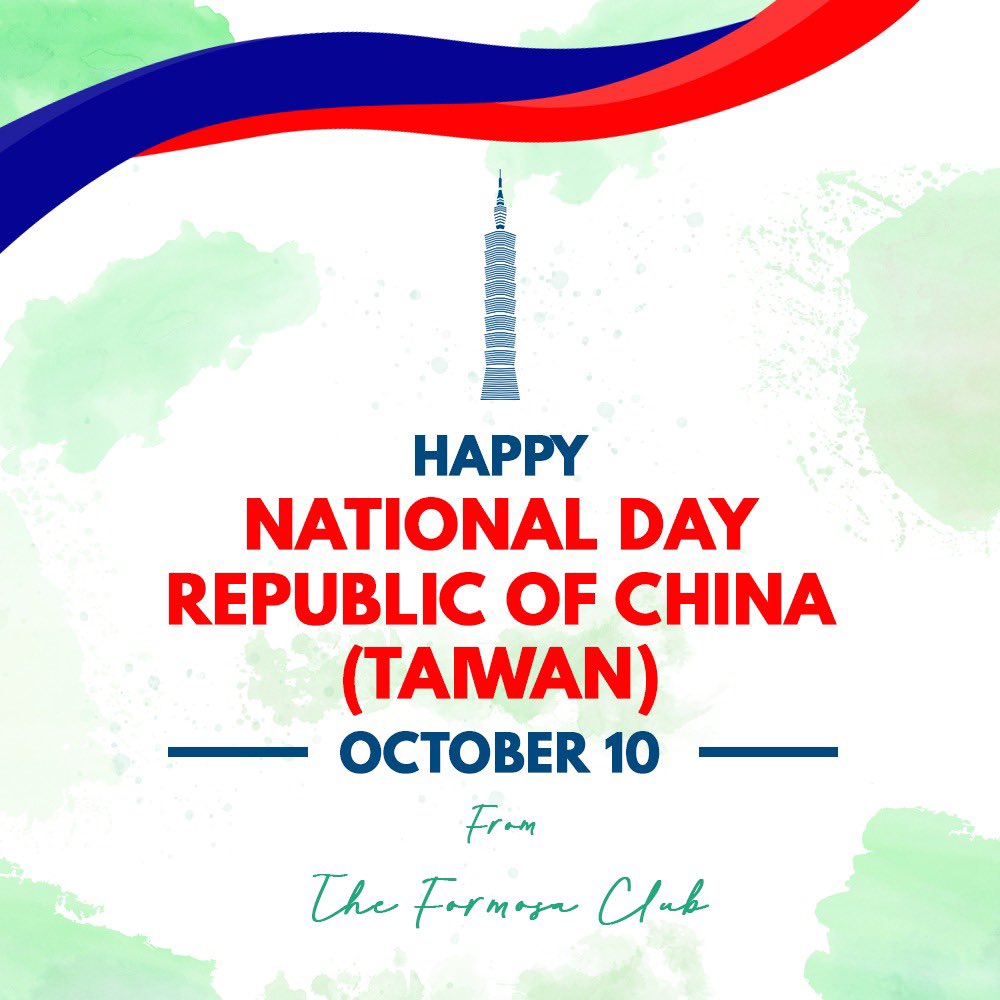 HAPPY
NATIONAL DAY
REPUBLIC OF CHINA
(TAIWAN)
OCTOBER 10
From
The Formosa Club